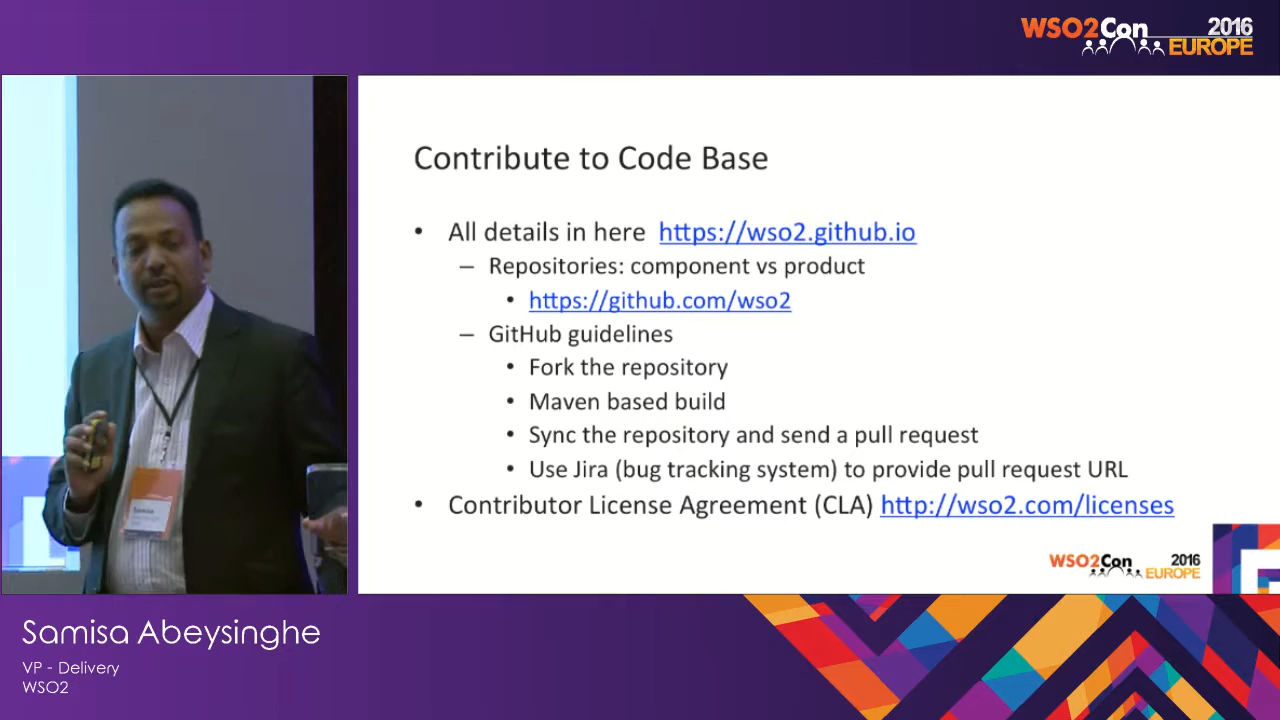 WSO2Con 2016
EUROPE
Contribute to Code Base
• All details in here https://wso2.github.io
– Repositories: component vs product
• https://github.com/wso2
– GitHub guidelines
• Fork the repository
• Maven based build
• Sync the repository and send a pull request
• Use Jira (bug tracking system) to provide pull request URL
• Contributor License Agreement (CLA) http://wso2.com/licenses
WSO2Con 2016
EUROPE
Samisa
Samisa Abeysinghe
VP - Delivery
WSO2